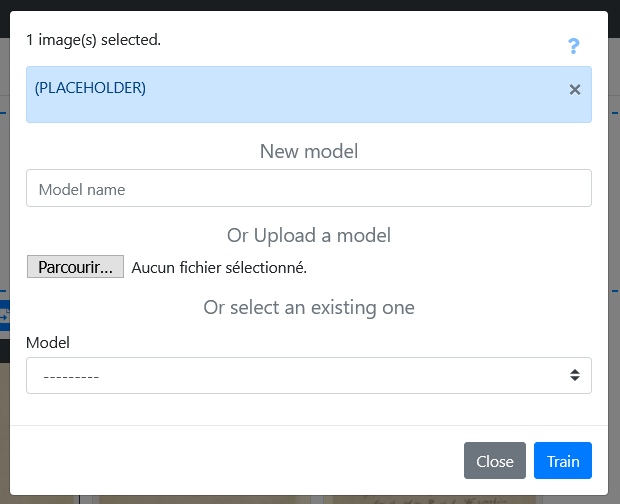 1 image(s) selected.
?
(PLACEHOLDER)
×
New model
Model name
Or Upload a model
Parcourir... Aucun fichier sélectionné.
Or select an existing one
Model
---------
Close Train